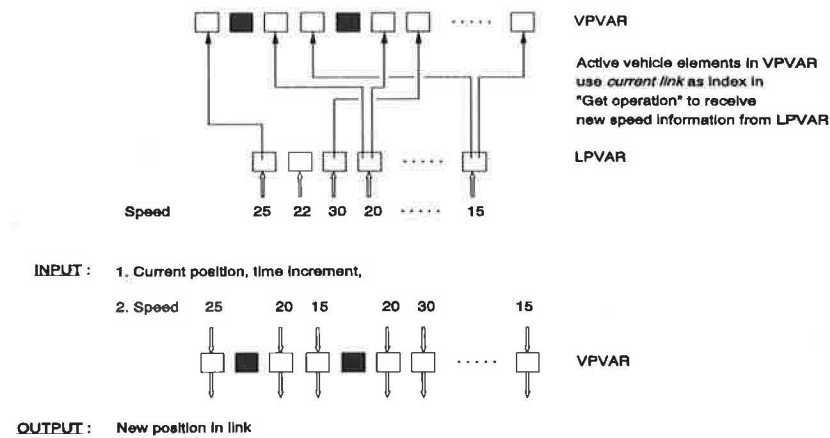 VPVAR
Active vehicle elements in VPVAR
use current link as index in
"Get operation" to receive
new speed information from LPVAR
LPVAR
Speed 25 22 30 20 ..... 15
INPUT : 1. Current position, time increment,
2. Speed 25 20 15 20 30 15
VPVAR
OUTPUT : New position in link